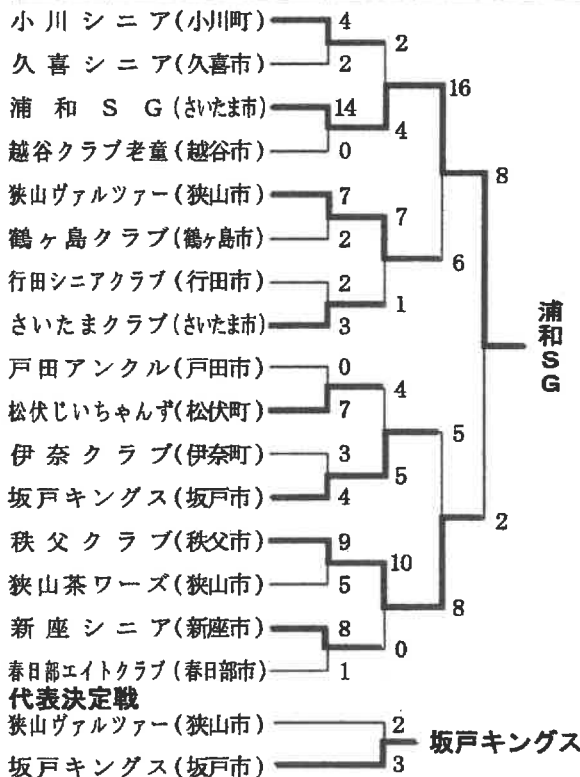 小川シニア(小川町) 4
2
久喜シニア(久喜市) 2
16
浦和SG(さいたま市) 14
4
越谷クラブ老童(越谷市) 0
8
狭山ヴァルツァー(狭山市) 7
7
鶴ヶ島クラブ(鶴ヶ島市) 2
6
行田シニアクラブ(行田市) 2
1
さいたまクラブ(さいたま市) 3
浦和SG
戸田アンクル(戸田市) 0
4
松伏じいちゃんず(松伏町) 7
5
伊奈クラブ(伊奈町) 3
5
坂戸キングス(坂戸市) 4
2
秩父クラブ(秩父市) 9
10
狭山茶ワーズ(狭山市) 5
8
新座シニア(新座市) 8
0
春日部エイトクラブ(春日部市) 1
代表決定戦
狭山ヴァルツァー(狭山市) 2
坂戸キングス
坂戸キングス(坂戸市) 3